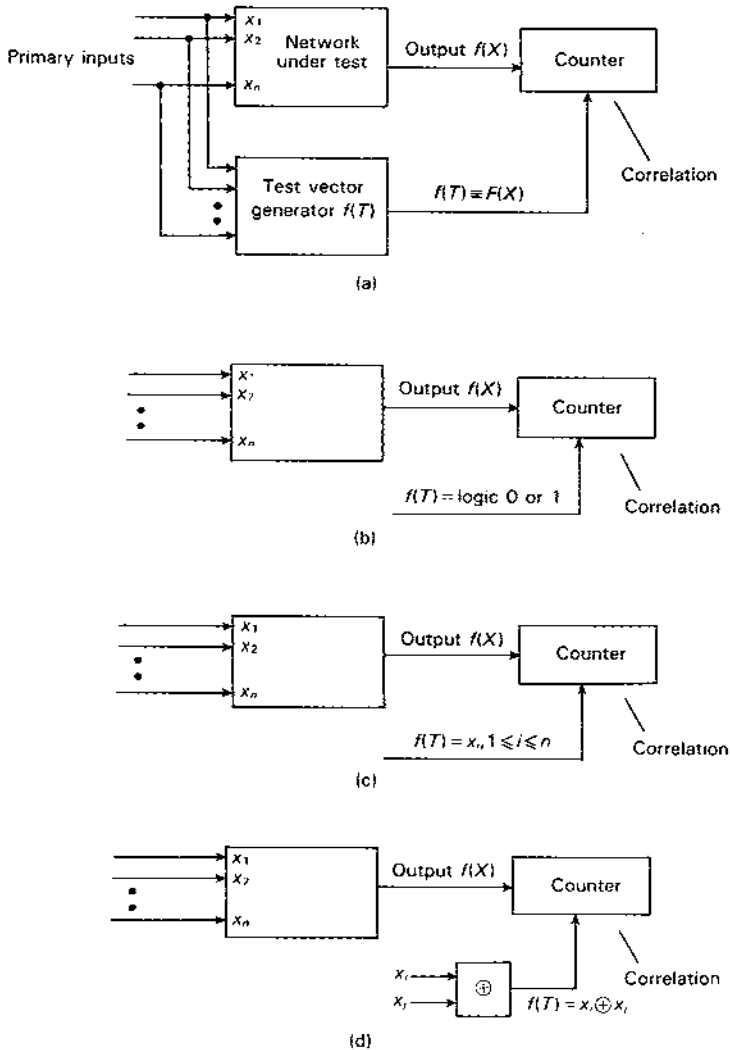 x₁
x₂
xₙ
Primary inputs
Network
under test
Output f(X)
Counter
Correlation
Test vector
generator f(T)
f(T) ≡ F(X)
(a)
x₁
x₂
xₙ
Output f(X)
Counter
f(T) = logic 0 or 1
Correlation
(b)
x₁
x₂
xₙ
Output f(X)
Counter
f(T) = xᵢ, 1 ⩽ i ⩽ n
Correlation
(c)
x₁
x₂
xₙ
Output f(X)
Counter
Correlation
xᵢ
xⱼ
⊕
f(T) = xᵢ ⊕ xⱼ
(d)